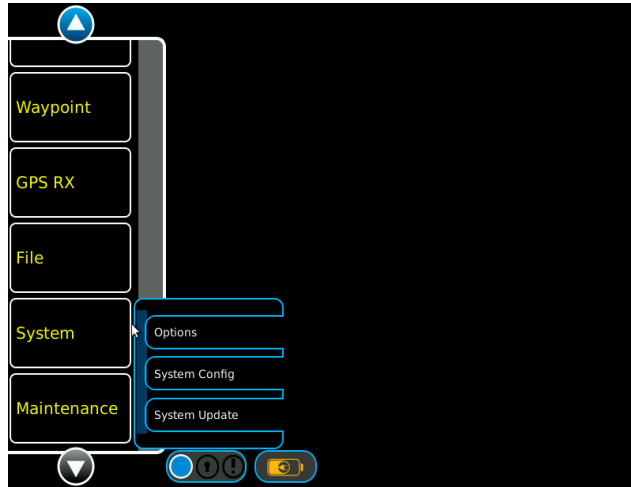 Waypoint
GPS RX
File
System
Options
System Config
System Update
Maintenance